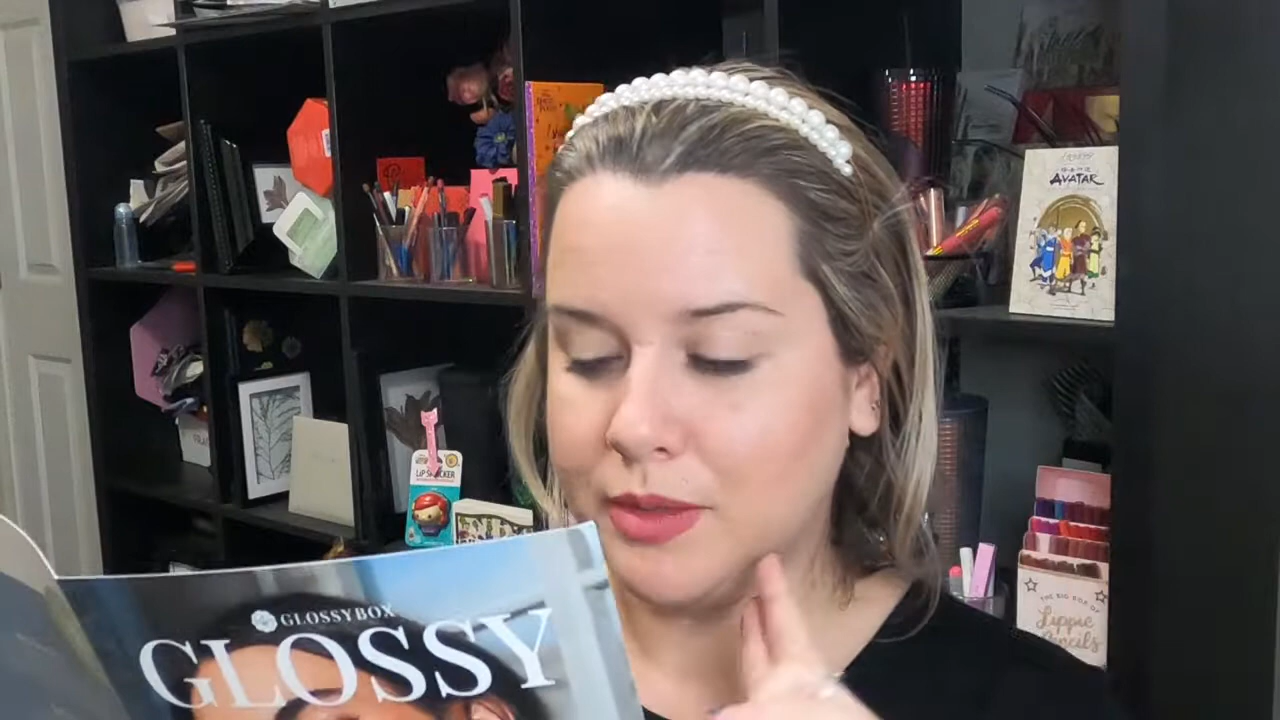 AVATAR
LiP SMACKER
GLOSSYBOX
GLOSSY
THE BIG BOX OF
Lippie
Pencils